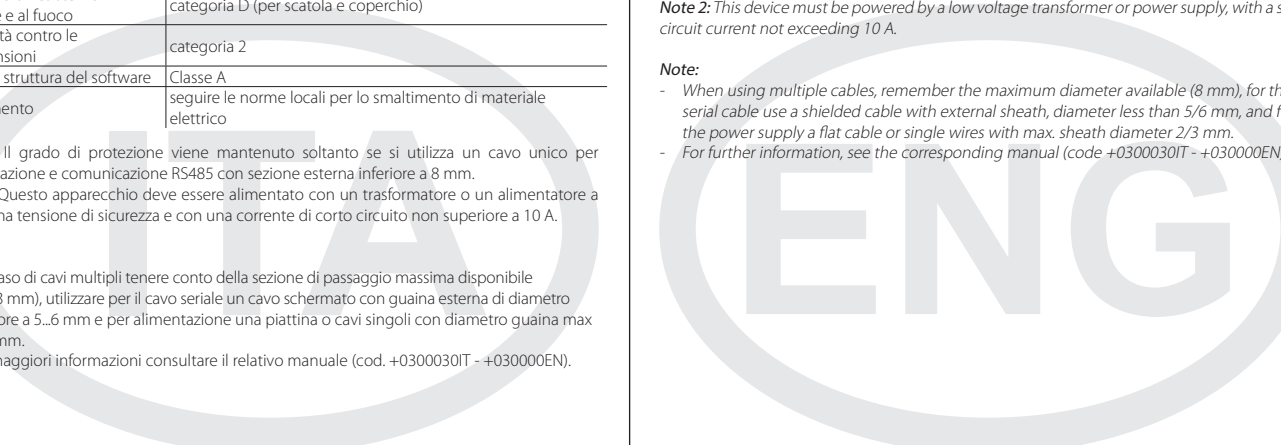 categoria D (per scatola e coperchio)
e e al fuoco
tà contro le
nsioni
categoria 2
struttura del software
Classe A
ento
seguire le norme locali per lo smaltimento di materiale
elettrico
Il grado di protezione viene mantenuto soltanto se si utilizza un cavo unico per
azione e comunicazione RS485 con sezione esterna inferiore a 8 mm.
Questo apparecchio deve essere alimentato con un trasformatore o un alimentatore a
ma tensione di sicurezza e con una corrente di corto circuito non superiore a 10 A.
aso di cavi multipli tenere conto della sezione di passaggio massima disponibile
8 mm), utilizzare per il cavo seriale un cavo schermato con guaina esterna di diametro
ore a 5...6 mm e per alimentazione una piattina o cavi singoli con diametro guaina max
mm.
maggiori informazioni consultare il relativo manuale (cod. +0300030IT - +030000EN).
ITA
Note 2: This device must be powered by a low voltage transformer or power supply, with a s
circuit current not exceeding 10 A.
Note:
- When using multiple cables, remember the maximum diameter available (8 mm), for th
serial cable use a shielded cable with external sheath, diameter less than 5/6 mm, and f
the power supply a flat cable or single wires with max. sheath diameter 2/3 mm.
- For further information, see the corresponding manual (code +0300030IT - +030000EN
ENG